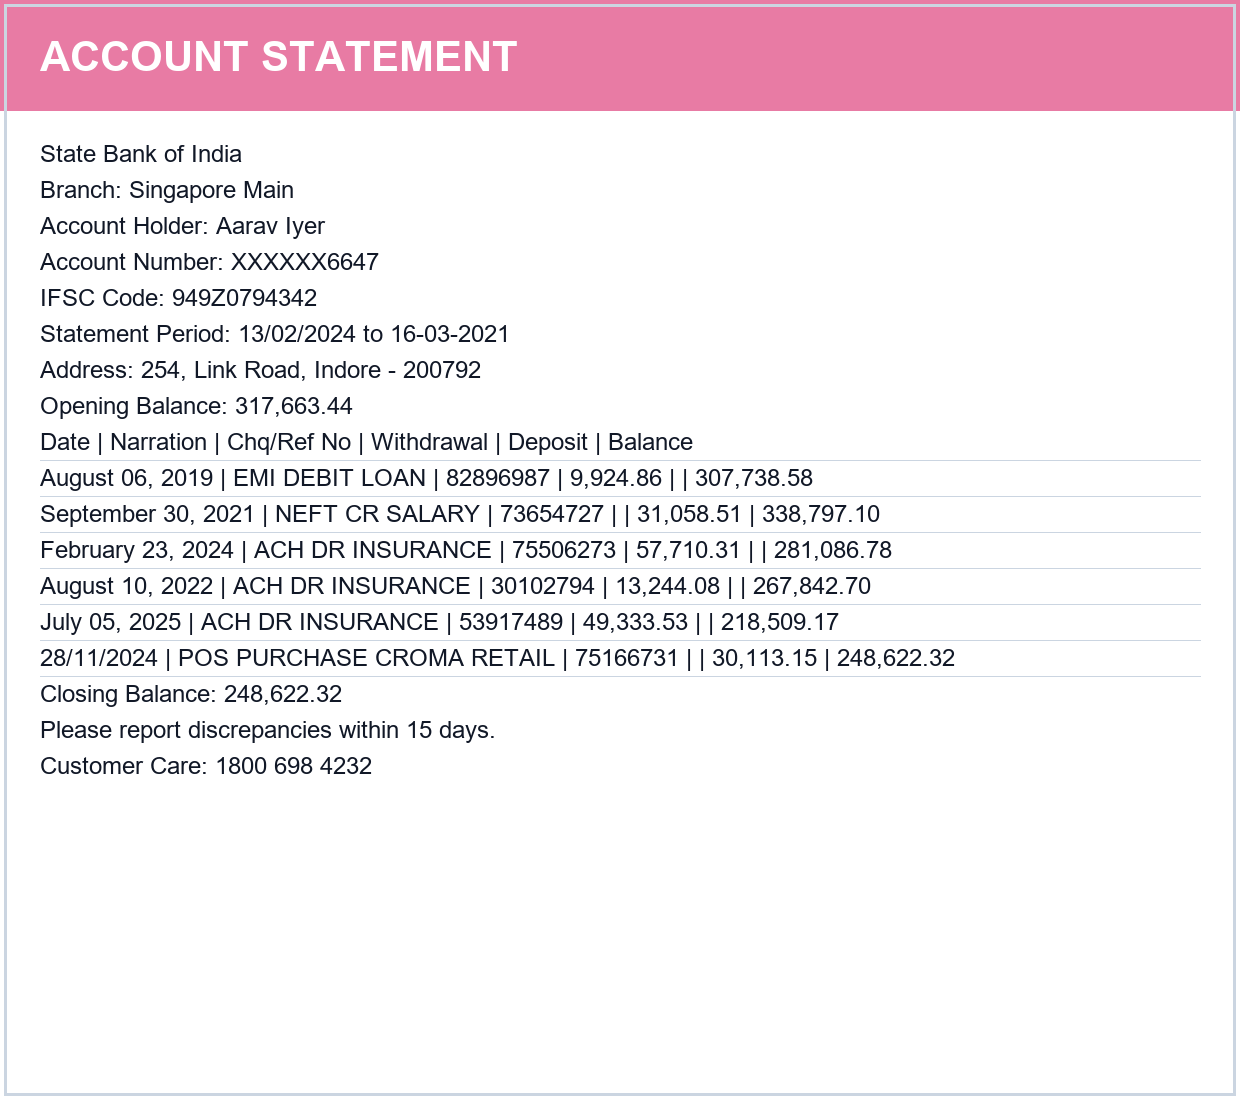 ACCOUNT STATEMENT
State Bank of India
Branch: Singapore Main
Account Holder: Aarav Iyer
Account Number: XXXXXX6647
IFSC Code: 949Z0794342
Statement Period: 13/02/2024 to 16-03-2021
Address: 254, Link Road, Indore - 200792
Opening Balance: 317,663.44
Date | Narration | Chq/Ref No | Withdrawal | Deposit | Balance
August 06, 2019 | EMI DEBIT LOAN | 82896987 | 9,924.86 | | 307,738.58
September 30, 2021 | NEFT CR SALARY | 73654727 | | 31,058.51 | 338,797.10
February 23, 2024 | ACH DR INSURANCE | 75506273 | 57,710.31 | | 281,086.78
August 10, 2022 | ACH DR INSURANCE | 30102794 | 13,244.08 | | 267,842.70
July 05, 2025 | ACH DR INSURANCE | 53917489 | 49,333.53 | | 218,509.17
28/11/2024 | POS PURCHASE CROMA RETAIL | 75166731 | | 30,113.15 | 248,622.32
Closing Balance: 248,622.32
Please report discrepancies within 15 days.
Customer Care: 1800 698 4232